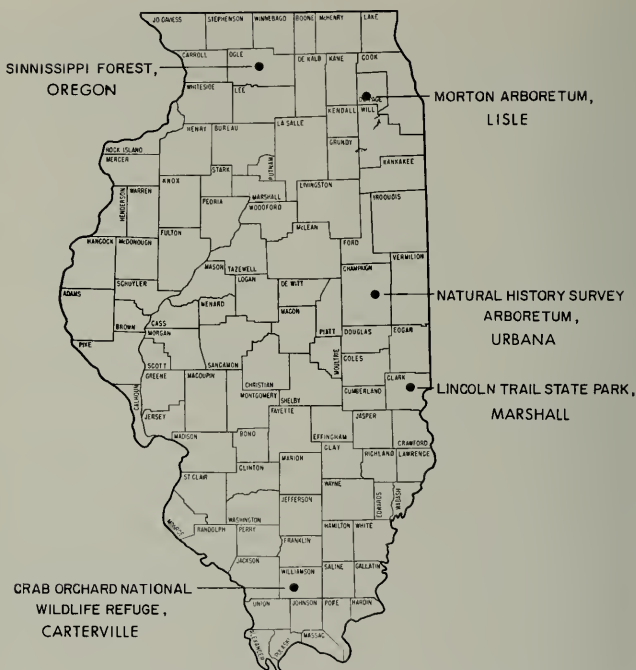 JO DAVIESS STEPHENSON WINNEBAGO BOONE McHENRY LAKE
CARROLL OGLE DE KALB KANE COOK
SINNISSIPPI FOREST,
OREGON
MORTON ARBORETUM,
LISLE
WHITESIDE LEE
KENDALL WILL
HENRY BUREAU LA SALLE
GRUNDY
ROCK ISLAND
MERCER
KANKAKEE
STARK PUTNAM
KNOX
MARSHALL LIVINGSTON
HENDERSON WARREN
PEORIA WOODFORD IROQUOIS
FULTON McLEAN FORD
HANCOCK McDONOUGH
MASON TAZEWELL
CHAMPAIGN VERMILION
LOGAN DE WITT
SCHUYLER
ADAMS
MENARD
NATURAL HISTORY SURVEY
ARBORETUM,
URBANA
BROWN CASS
MACON PIATT
MORGAN
DOUGLAS EDGAR
PIKE
SCOTT SANGAMON
MOULTRIE COLES
GREENE MACOUPIN
CHRISTIAN
CLARK
LINCOLN TRAIL STATE PARK,
MARSHALL
CALHOUN
MONTGOMERY SHELBY CUMBERLAND
JERSEY
FAYETTE
JASPER
EFFINGHAM CRAWFORD
MADISON BOND
CLAY
RICHLAND LAWRENCE
MARION
CLINTON
ST CLAIR
WAYNE
EDWARDS WABASH
JEFFERSON
MONROE
WASHINGTON
RANDOLPH PERRY HAMILTON WHITE
FRANKLIN
JACKSON
WILLIAMSON SALINE GALLATIN
CRAB ORCHARD NATIONAL
WILDLIFE REFUGE,
CARTERVILLE
UNION JOHNSON POPE HARDIN
ALEXANDER PULASKI MASSAC